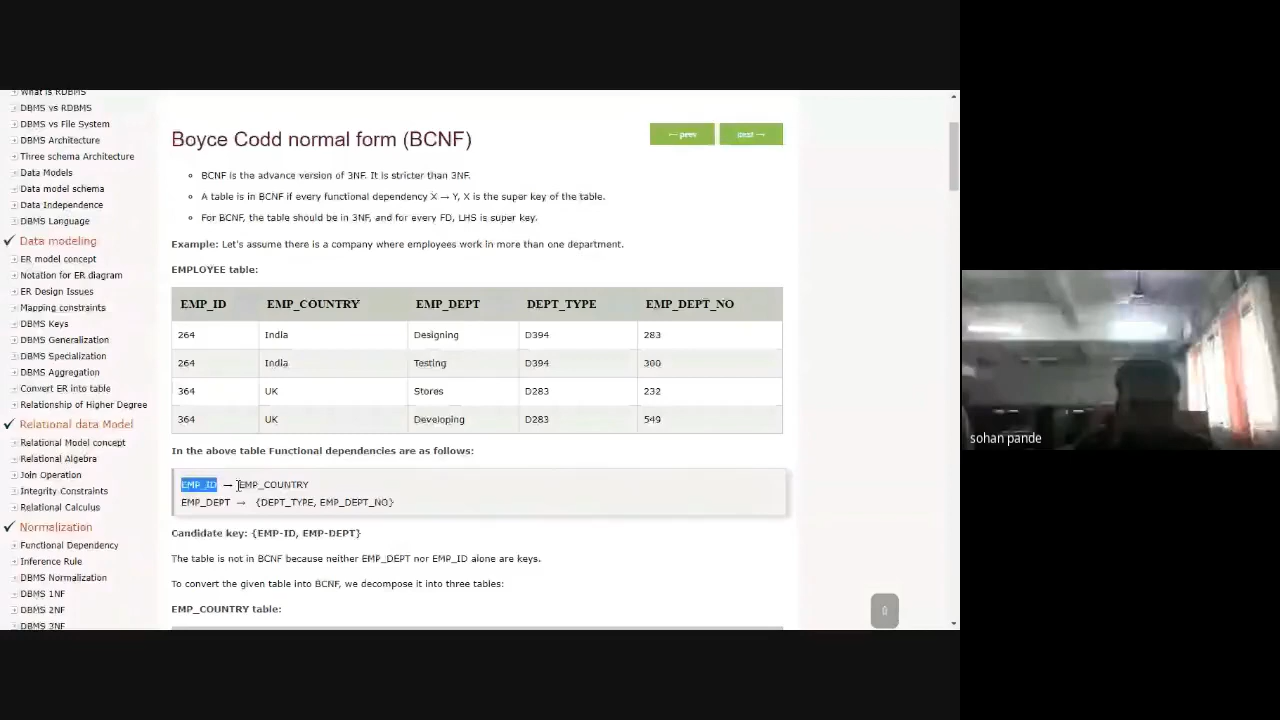 What is RDBMS
DBMS vs RDBMS
DBMS vs File System
DBMS Architecture
Three schema Architecture
Data Models
Data model schema
Data Independence
DBMS Language
Data modeling
ER model concept
Notation for ER diagram
ER Design Issues
Mapping constraints
DBMS Keys
DBMS Generalization
DBMS Specialization
DBMS Aggregation
Convert ER into table
Relationship of Higher Degree
Relational data Model
Relational Model concept
Relational Algebra
Join Operation
Integrity Constraints
Relational Calculus
Normalization
Functional Dependency
Inference Rule
DBMS Normalization
DBMS 1NF
DBMS 2NF
DBMS 3NF
Boyce Codd normal form (BCNF)
← prev next →
BCNF is the advance version of 3NF. It is stricter than 3NF.
A table is in BCNF if every functional dependency X → Y, X is the super key of the table.
For BCNF, the table should be in 3NF, and for every FD, LHS is super key.
Example: Let's assume there is a company where employees work in more than one department.
EMPLOYEE table:
EMP_ID EMP_COUNTRY EMP_DEPT DEPT_TYPE EMP_DEPT_NO
264 India Designing D394 283
264 India Testing D394 300
364 UK Stores D283 232
364 UK Developing D283 549
In the above table Functional dependencies are as follows:
EMP_ID → EMP_COUNTRY
EMP_DEPT → {DEPT_TYPE, EMP_DEPT_NO}
Candidate key: {EMP-ID, EMP-DEPT}
The table is not in BCNF because neither EMP_DEPT nor EMP_ID alone are keys.
To convert the given table into BCNF, we decompose it into three tables:
EMP_COUNTRY table:
sohan pande